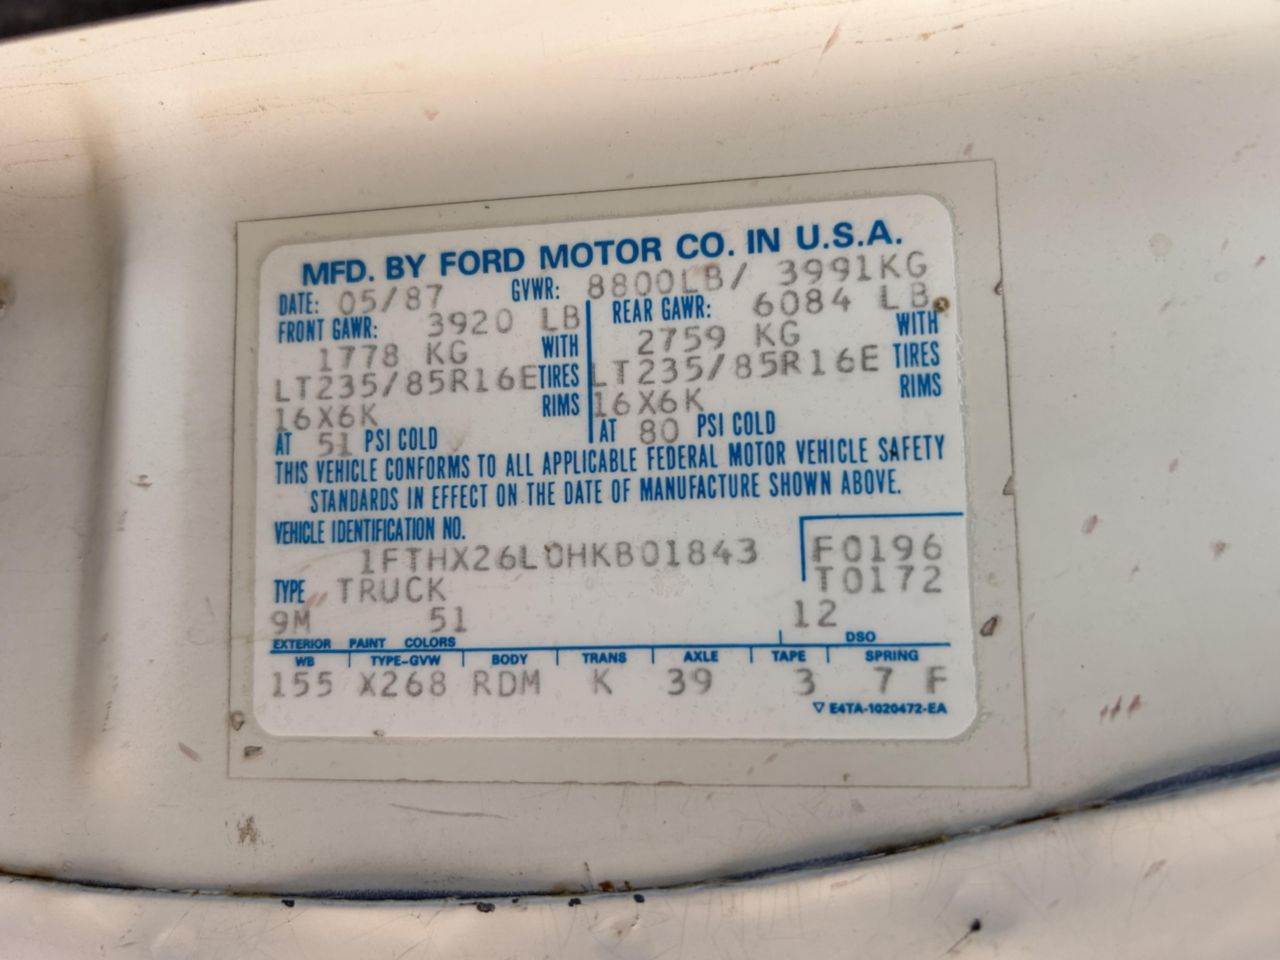 MFD. BY FORD MOTOR CO. IN U.S.A.
DATE: 05/87 GVWR: 8800LB/ 3991KG
FRONT GAWR: 3920 LB REAR GAWR: 6084 LB
1778 KG WITH 2759 KG WITH
LT235/85R16E TIRES LT235/85R16E TIRES
16X6K RIMS 16X6K RIMS
AT 51 PSI COLD AT 80 PSI COLD
THIS VEHICLE CONFORMS TO ALL APPLICABLE FEDERAL MOTOR VEHICLE SAFETY
STANDARDS IN EFFECT ON THE DATE OF MANUFACTURE SHOWN ABOVE.
VEHICLE IDENTIFICATION NO.
1FTHX26L0HKB01843 F0196
TYPE TRUCK T0172
9M 51 12
EXTERIOR PAINT COLORS DSO
WB TYPE-GVW BODY TRANS AXLE TAPE SPRING
155 X268 RDM K 39 3 7 F
▽ E4TA-1020472-EA